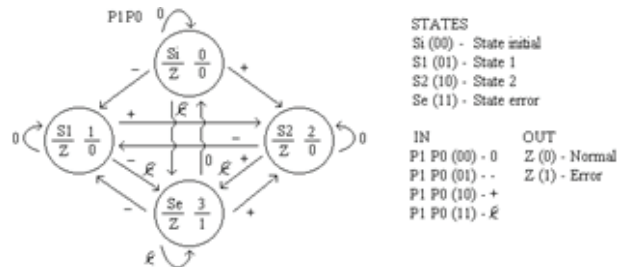 P1P0 0
Si 0
Z 0
- +
0 S1 1
Z 0
+
-
S2 2
Z 0
0
- 0 +
Se 3
Z 1
- +
STATES
Si (00) - State initial
S1 (01) - State 1
S2 (10) - State 2
Se (11) - State error
IN OUT
P1 P0 (00) - 0 Z (0) - Normal
P1 P0 (01) - - Z (1) - Error
P1 P0 (10) - +
P1 P0 (11) -